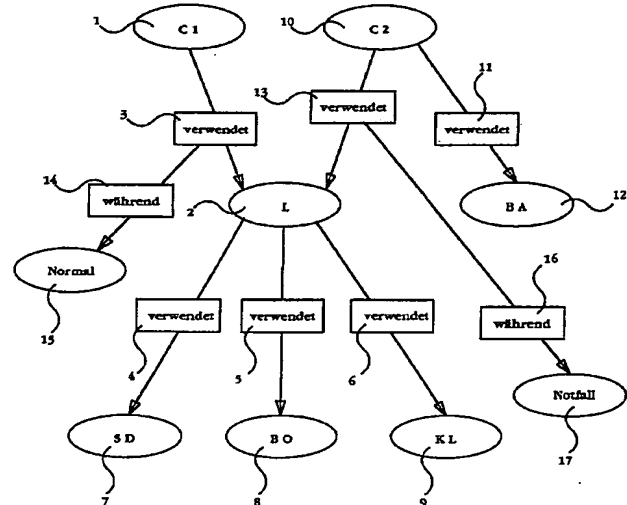 1
C 1
10
C 2
11
13
3
verwendet
verwendet
verwendet
14
während
2
L
B A
12
Normal
15
16
verwendet
verwendet
verwendet
während
4
5
6
Notfall
S D
B O
K L
17
7
8
9